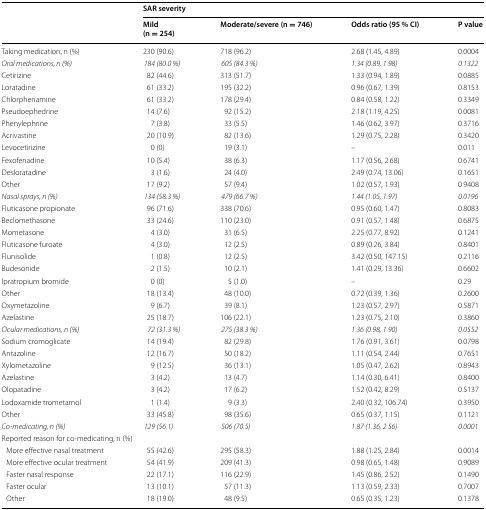 SAR severity
Mild (n = 254) Moderate/severe (n = 746) Odds ratio (95 % CI) P value
Taking medication, n (%) 230 (90.6) 718 (96.2) 2.68 (1.45, 4.89) 0.0004
Oral medications, n (%) 184 (80.0 %) 605 (84.3 %) 1.34 (0.89, 1.98) 0.1322
Cetirizine 82 (44.6) 313 (51.7) 1.33 (0.94, 1.89) 0.0885
Loratadine 61 (33.2) 195 (32.2) 0.96 (0.67, 1.39) 0.8153
Chlorphenamine 61 (33.2) 178 (29.4) 0.84 (0.58, 1.22) 0.3349
Pseudoephedrine 14 (7.6) 92 (15.2) 2.18 (1.19, 4.25) 0.0081
Phenylephrine 7 (3.8) 33 (5.5) 1.46 (0.62, 3.97) 0.3716
Acrivastine 20 (10.9) 82 (13.6) 1.29 (0.75, 2.28) 0.3420
Levocetirizine 0 (0) 19 (3.1) – 0.011
Fexofenadine 10 (5.4) 38 (6.3) 1.17 (0.56, 2.68) 0.6741
Desloratadine 3 (1.6) 24 (4.0) 2.49 (0.74, 13.06) 0.1651
Other 17 (9.2) 57 (9.4) 1.02 (0.57, 1.93) 0.9408
Nasal sprays, n (%) 134 (58.3 %) 479 (66.7 %) 1.44 (1.05, 1.97) 0.0196
Fluticasone propionate 96 (71.6) 338 (70.6) 0.95 (0.60, 1.47) 0.8083
Beclomethasone 33 (24.6) 110 (23.0) 0.91 (0.57, 1.48) 0.6875
Mometasone 4 (3.0) 31 (6.5) 2.25 (0.77, 8.92) 0.1241
Fluticasone furoate 4 (3.0) 12 (2.5) 0.89 (0.26, 3.84) 0.8401
Flunisolide 1 (0.8) 12 (2.5) 3.42 (0.50, 147.15) 0.2116
Budesonide 2 (1.5) 10 (2.1) 1.41 (0.29, 13.36) 0.6602
Ipratropium bromide 0 (0) 5 (1.0) – 0.29
Other 18 (13.4) 48 (10.0) 0.72 (0.39, 1.36) 0.2600
Oxymetazoline 9 (6.7) 39 (8.1) 1.23 (0.57, 2.97) 0.5871
Azelastine 25 (18.7) 106 (22.1) 1.23 (0.75, 2.10) 0.3860
Ocular medications, n (%) 72 (31.3 %) 275 (38.3 %) 1.36 (0.98, 1.90) 0.0552
Sodium cromoglicate 14 (19.4) 82 (29.8) 1.76 (0.91, 3.61) 0.0798
Antazoline 12 (16.7) 50 (18.2) 1.11 (0.54, 2.44) 0.7651
Xylometazoline 9 (12.5) 36 (13.1) 1.05 (0.47, 2.62) 0.8943
Azelastine 3 (4.2) 13 (4.7) 1.14 (0.30, 6.41) 0.8400
Olopatadine 3 (4.2) 17 (6.2) 1.52 (0.42, 8.29) 0.5137
Lodoxamide trometamol 1 (1.4) 9 (3.3) 2.40 (0.32, 106.74) 0.3950
Other 33 (45.8) 98 (35.6) 0.65 (0.37, 1.15) 0.1121
Co-medicating, n (%) 129 (56.1) 506 (70.5) 1.87 (1.36, 2.56) 0.0001
Reported reason for co-medicating, n (%)
More effective nasal treatment 55 (42.6) 295 (58.3) 1.88 (1.25, 2.84) 0.0014
More effective ocular treatment 54 (41.9) 209 (41.3) 0.98 (0.65, 1.48) 0.9089
Faster nasal response 22 (17.1) 116 (22.9) 1.45 (0.86, 2.52) 0.1490
Faster ocular 13 (10.1) 57 (11.3) 1.13 (0.59, 2.33) 0.7007
Other 18 (19.0) 48 (9.5) 0.65 (0.35, 1.23) 0.1378